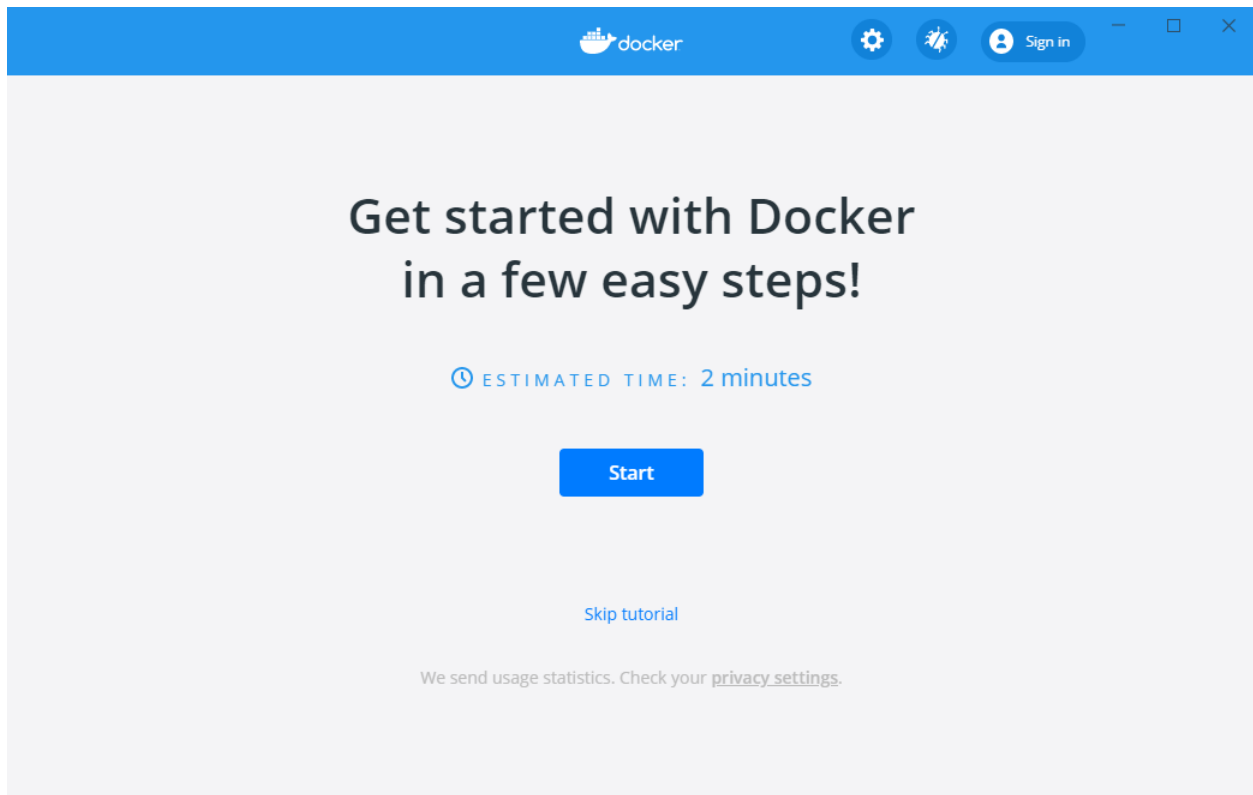 docker
Sign in
Get started with Docker
in a few easy steps!
ESTIMATED TIME: 2 minutes
Start
Skip tutorial
We send usage statistics. Check your privacy settings.